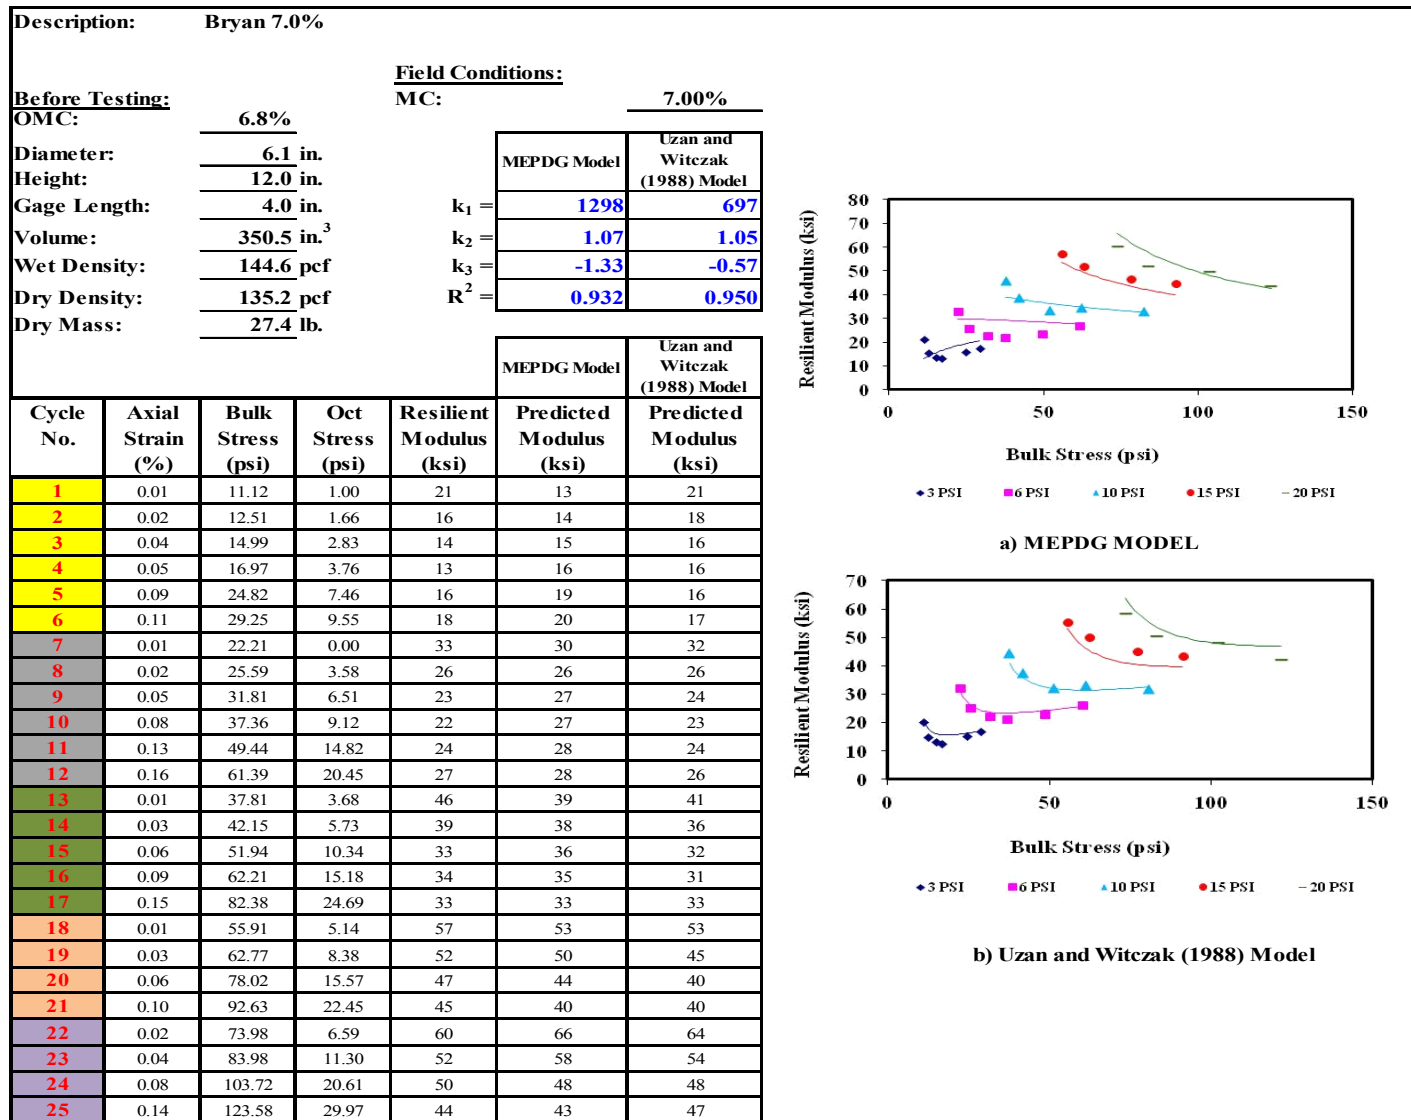 Description: Bryan 7.0%
Field Conditions:
Before Testing: MC: 7.00%
OMC: 6.8%
Diameter: 6.1 in.
Height: 12.0 in.
Gage Length: 4.0 in.
Volume: 350.5 in.3
Wet Density: 144.6 pcf
Dry Density: 135.2 pcf
Dry Mass: 27.4 lb.
MEPDG Model
Uzan and
Witczak
(1988) Model
k1 = 1298 697
k2 = 1.07 1.05
k3 = -1.33 -0.57
R2 = 0.932 0.950
MEPDG Model
Uzan and
Witczak
(1988) Model
Cycle Axial Bulk Oct Resilient Predicted Predicted
No. Strain Stress Stress Modulus Modulus Modulus
(%) (psi) (psi) (ksi) (ksi) (ksi)
1 0.01 11.12 1.00 21 13 21
2 0.02 12.51 1.66 16 14 18
3 0.04 14.99 2.83 14 15 16
4 0.05 16.97 3.76 13 16 16
5 0.09 24.82 7.46 16 19 16
6 0.11 29.25 9.55 18 20 17
7 0.01 22.21 0.00 33 30 32
8 0.02 25.59 3.58 26 26 26
9 0.05 31.81 6.51 23 27 24
10 0.08 37.36 9.12 22 27 23
11 0.13 49.44 14.82 24 28 24
12 0.16 61.39 20.45 27 28 26
13 0.01 37.81 3.68 46 39 41
14 0.03 42.15 5.73 39 38 36
15 0.06 51.94 10.34 33 36 32
16 0.09 62.21 15.18 34 35 31
17 0.15 82.38 24.69 33 33 33
18 0.01 55.91 5.14 57 53 53
19 0.03 62.77 8.38 52 50 45
20 0.06 78.02 15.57 47 44 40
21 0.10 92.63 22.45 45 40 40
22 0.02 73.98 6.59 60 66 64
23 0.04 83.98 11.30 52 58 54
24 0.08 103.72 20.61 50 48 48
25 0.14 123.58 29.97 44 43 47
Resilient Modulus (ksi)
80
70
60
50
40
30
20
10
0
0 50 100 150
Bulk Stress (psi)
3 PSI 6 PSI 10 PSI 15 PSI 20 PSI
a) MEPDG MODEL
Resilient Modulus (ksi)
70
60
50
40
30
20
10
0
0 50 100 150
Bulk Stress (psi)
3 PSI 6 PSI 10 PSI 15 PSI 20 PSI
b) Uzan and Witczak (1988) Model